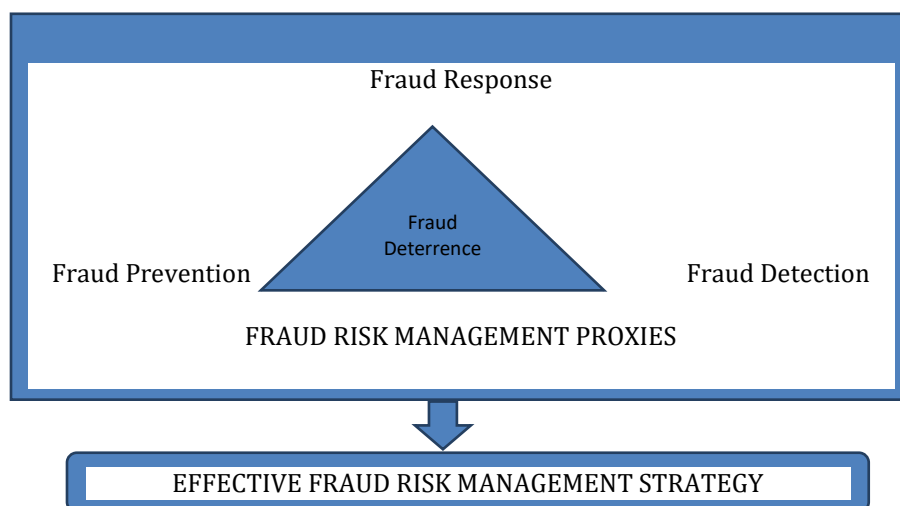 Fraud Response
Fraud
Deterrence
Fraud Prevention
Fraud Detection
FRAUD RISK MANAGEMENT PROXIES
EFFECTIVE FRAUD RISK MANAGEMENT STRATEGY